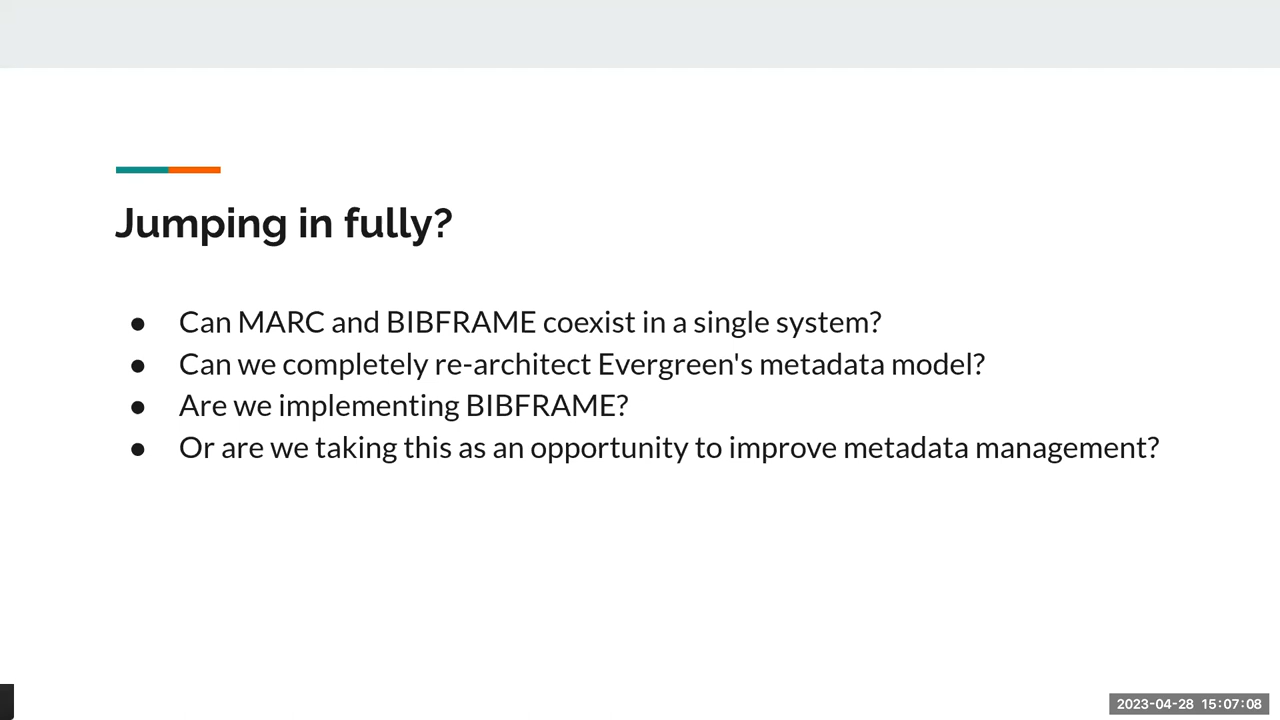 Jumping in fully?
● Can MARC and BIBFRAME coexist in a single system?
● Can we completely re-architect Evergreen's metadata model?
● Are we implementing BIBFRAME?
● Or are we taking this as an opportunity to improve metadata management?
2023-04-28 15:07:08